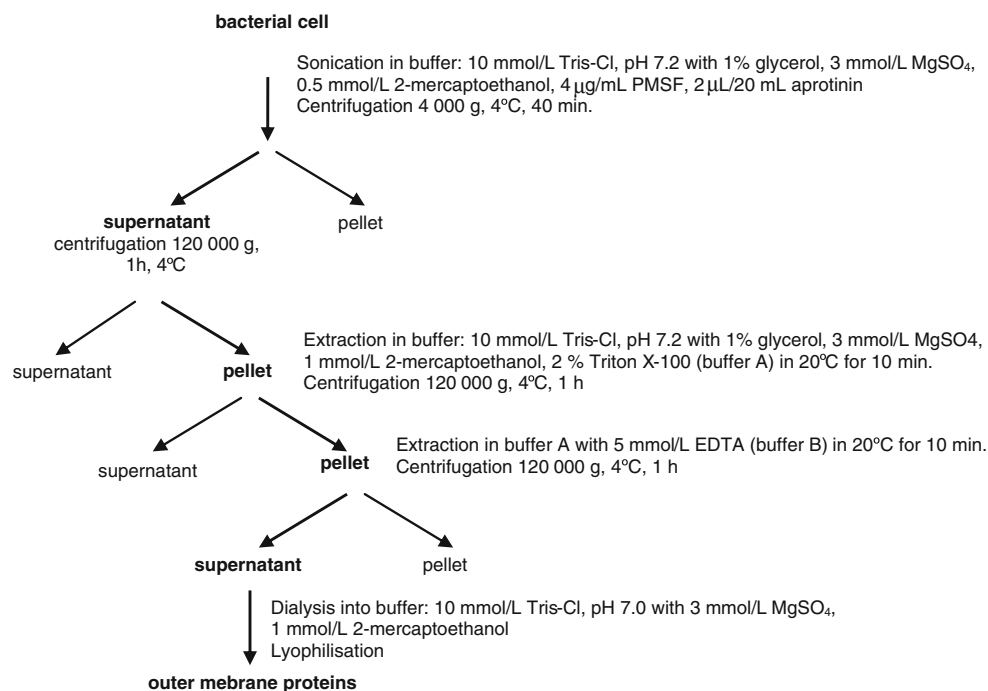 bacterial cell
Sonication in buffer: 10 mmol/L Tris-Cl, pH 7.2 with 1% glycerol, 3 mmol/L MgSO₄,
0.5 mmol/L 2-mercaptoethanol, 4 µg/mL PMSF, 2 µL/20 mL aprotinin
Centrifugation 4 000 g, 4ºC, 40 min.
supernatant
pellet
centrifugation 120 000 g,
1h, 4ºC
Extraction in buffer: 10 mmol/L Tris-Cl, pH 7.2 with 1% glycerol, 3 mmol/L MgSO4,
1 mmol/L 2-mercaptoethanol, 2 % Triton X-100 (buffer A) in 20ºC for 10 min.
Centrifugation 120 000 g, 4ºC, 1 h
supernatant
pellet
Extraction in buffer A with 5 mmol/L EDTA (buffer B) in 20ºC for 10 min.
Centrifugation 120 000 g, 4ºC, 1 h
supernatant
pellet
supernatant
pellet
Dialysis into buffer: 10 mmol/L Tris-Cl, pH 7.0 with 3 mmol/L MgSO₄,
1 mmol/L 2-mercaptoethanol
Lyophilisation
outer mebrane proteins